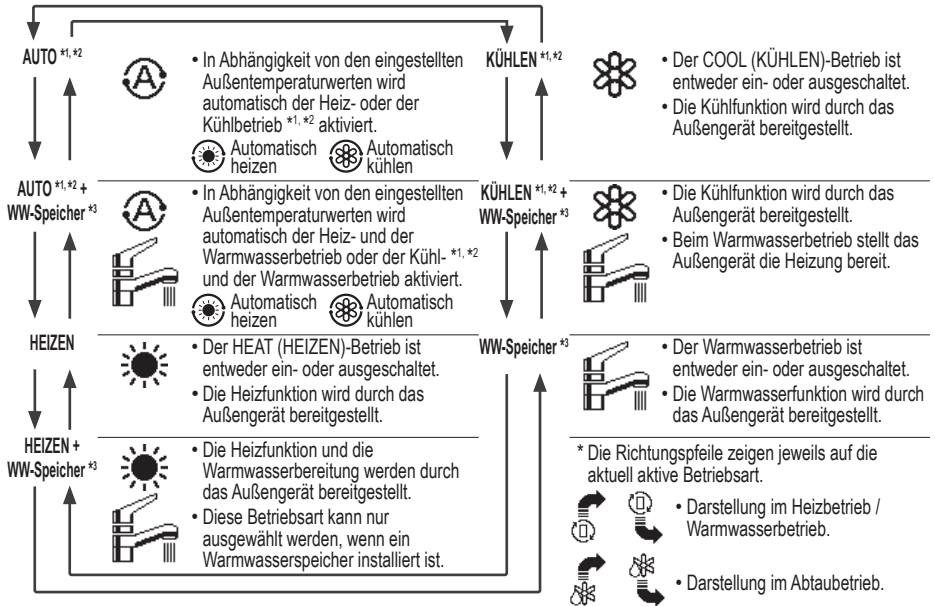 AUTO *1, *2
• In Abhängigkeit von den eingestellten
Außentemperaturwerten wird
automatisch der Heiz- oder der
Kühlbetrieb *1, *2 aktiviert.
Automatisch
heizen
Automatisch
kühlen
AUTO *1, *2 +
WW-Speicher *3
• In Abhängigkeit von den eingestellten
Außentemperaturwerten wird
automatisch der Heiz- und der
Warmwasserbetrieb oder der Kühl- *1, *2
und der Warmwasserbetrieb aktiviert.
Automatisch
heizen
Automatisch
kühlen
HEIZEN
• Der HEAT (HEIZEN)-Betrieb ist
entweder ein- oder ausgeschaltet.
• Die Heizfunktion wird durch das
Außengerät bereitgestellt.
HEIZEN +
WW-Speicher *3
• Die Heizfunktion und die
Warmwasserbereitung werden durch
das Außengerät bereitgestellt.
• Diese Betriebsart kann nur
ausgewählt werden, wenn ein
Warmwasserspeicher installiert ist.
KÜHLEN *1, *2
• Der COOL (KÜHLEN)-Betrieb ist
entweder ein- oder ausgeschaltet.
• Die Kühlfunktion wird durch das
Außengerät bereitgestellt.
KÜHLEN *1, *2 +
WW-Speicher *3
• Die Kühlfunktion wird durch das
Außengerät bereitgestellt.
• Beim Warmwasserbetrieb stellt das
Außengerät die Heizung bereit.
WW-Speicher *3
• Der Warmwasserbetrieb ist
entweder ein- oder ausgeschaltet.
• Die Warmwasserfunktion wird durch
das Außengerät bereitgestellt.
* Die Richtungspfeile zeigen jeweils auf die
aktuell aktive Betriebsart.
• Darstellung im Heizbetrieb /
Warmwasserbetrieb.
• Darstellung im Abtaubetrieb.